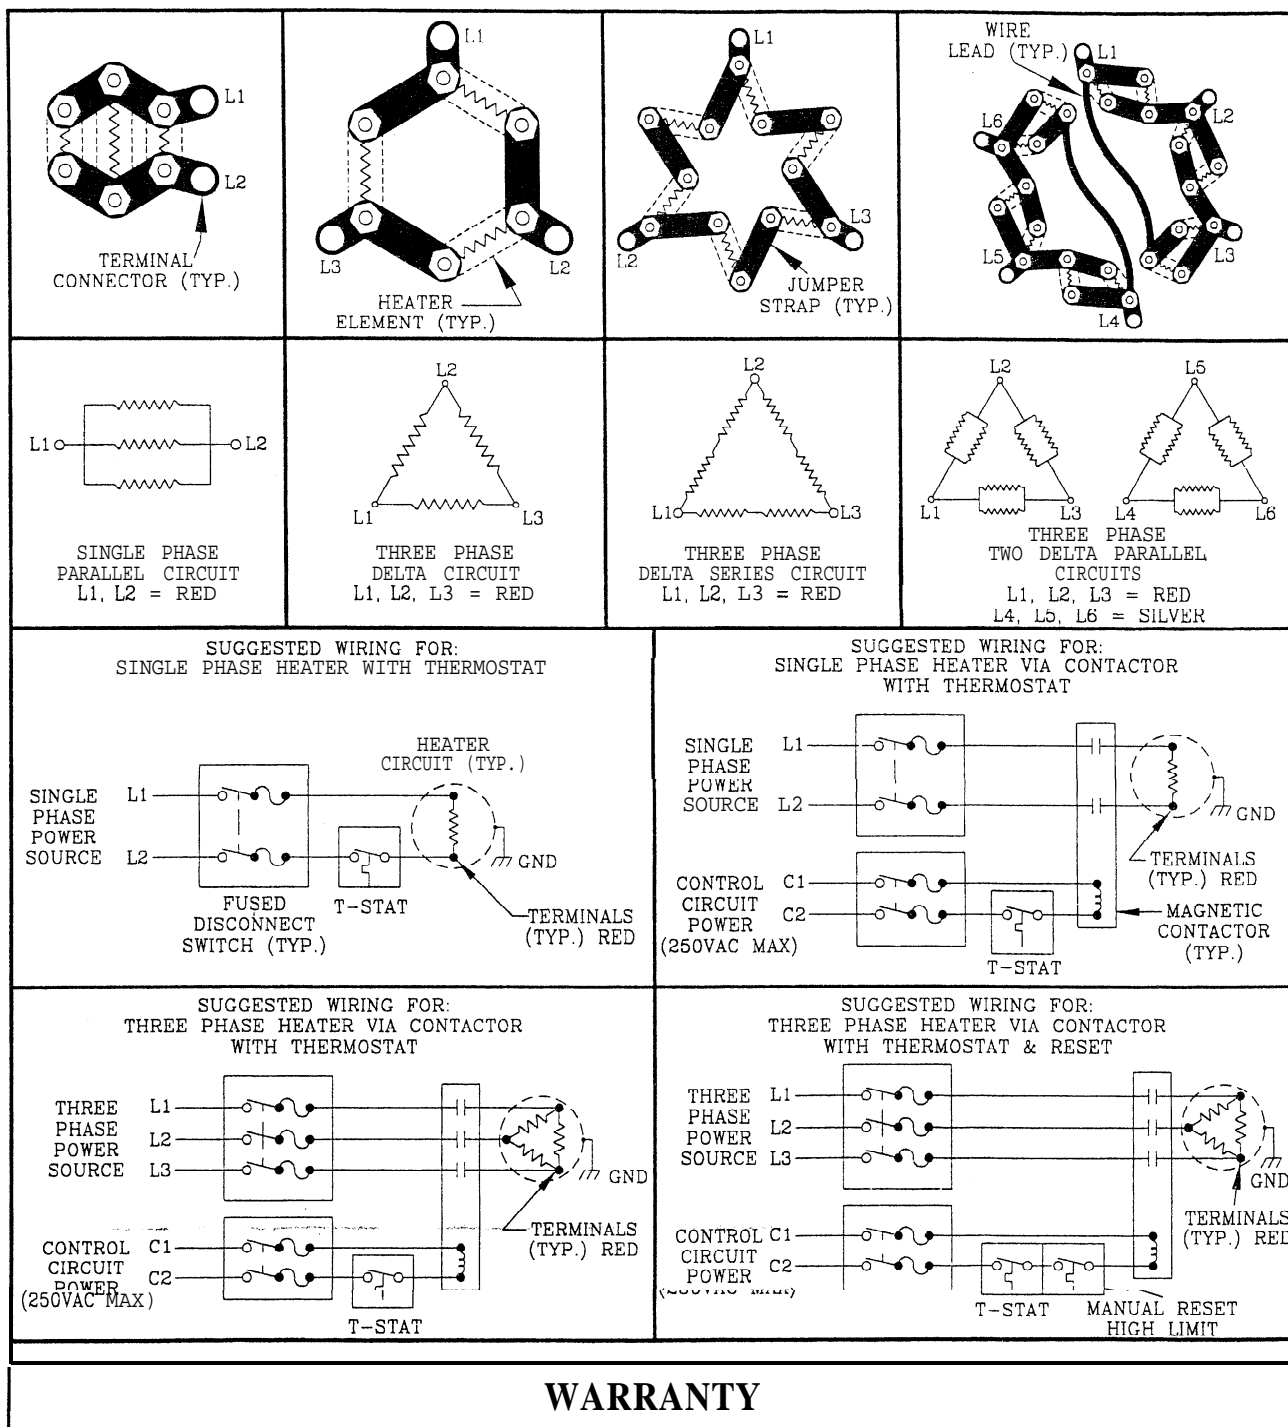 L1
L2
TERMINAL
CONNECTOR (TYP.)
L1
L3
L2
HEATER
ELEMENT (TYP.)
L1
L2
L3
JUMPER
STRAP (TYP.)
WIRE
LEAD (TYP.)
L1
L2
L6
L5
L3
L4
L1
L2
SINGLE PHASE
PARALLEL CIRCUIT
L1, L2 = RED
L2
L1
L3
THREE PHASE
DELTA CIRCUIT
L1, L2, L3 = RED
L2
L1
L3
THREE PHASE
DELTA SERIES CIRCUIT
L1, L2, L3 = RED
L2
L5
L1
L3
L4
L6
THREE PHASE
TWO DELTA PARALLEL
CIRCUITS
L1, L2, L3 = RED
L4, L5, L6 = SILVER
SUGGESTED WIRING FOR:
SINGLE PHASE HEATER WITH THERMOSTAT
HEATER
CIRCUIT (TYP.)
SINGLE
PHASE
POWER
SOURCE
L1
L2
GND
FUSED
DISCONNECT
SWITCH (TYP.)
T-STAT
TERMINALS
(TYP.) RED
SUGGESTED WIRING FOR:
SINGLE PHASE HEATER VIA CONTACTOR
WITH THERMOSTAT
SINGLE
PHASE
POWER
SOURCE
L1
L2
GND
TERMINALS
(TYP.) RED
CONTROL
CIRCUIT
POWER
(250VAC MAX)
C1
C2
MAGNETIC
CONTACTOR
(TYP.)
T-STAT
SUGGESTED WIRING FOR:
THREE PHASE HEATER VIA CONTACTOR
WITH THERMOSTAT
THREE
PHASE
POWER
SOURCE
L1
L2
L3
GND
TERMINALS
(TYP.) RED
CONTROL
CIRCUIT
POWER
(250VAC MAX)
C1
C2
T-STAT
SUGGESTED WIRING FOR:
THREE PHASE HEATER VIA CONTACTOR
WITH THERMOSTAT & RESET
THREE
PHASE
POWER
SOURCE
L1
L2
L3
GND
TERMINALS
(TYP.) RED
CONTROL
CIRCUIT
POWER
C1
C2
T-STAT
MANUAL RESET
HIGH LIMIT
WARRANTY